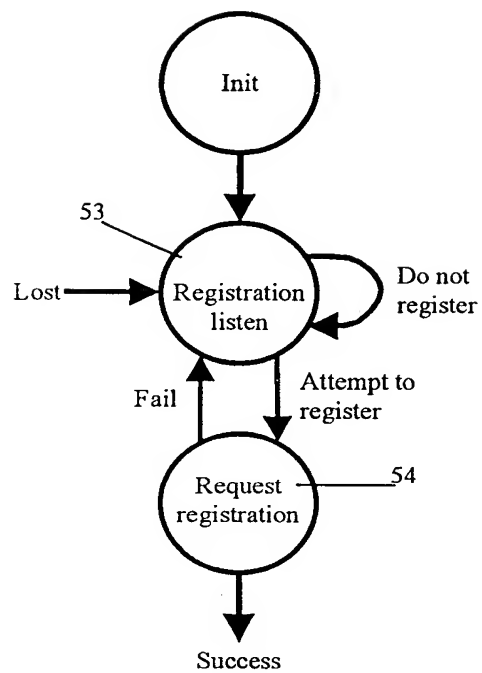 Init
53
Lost
Registration
listen
Do not
register
Fail
Attempt to
register
Request
registration
54
Success